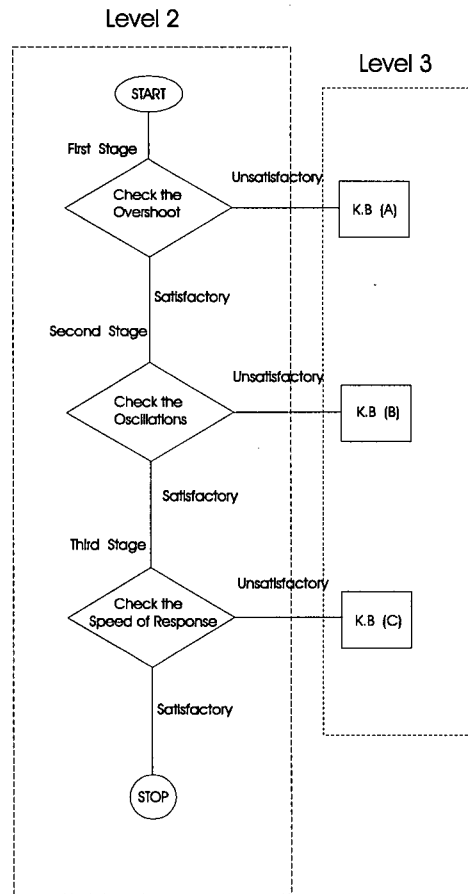 Level 2
Level 3
START
First Stage
Unsatisfactory
Check the
Overshoot
K.B (A)
Satisfactory
Second Stage
Unsatisfactory
Check the
Oscillations
K.B (B)
Satisfactory
Third Stage
Unsatisfactory
Check the
Speed of Response
K.B (C)
Satisfactory
STOP